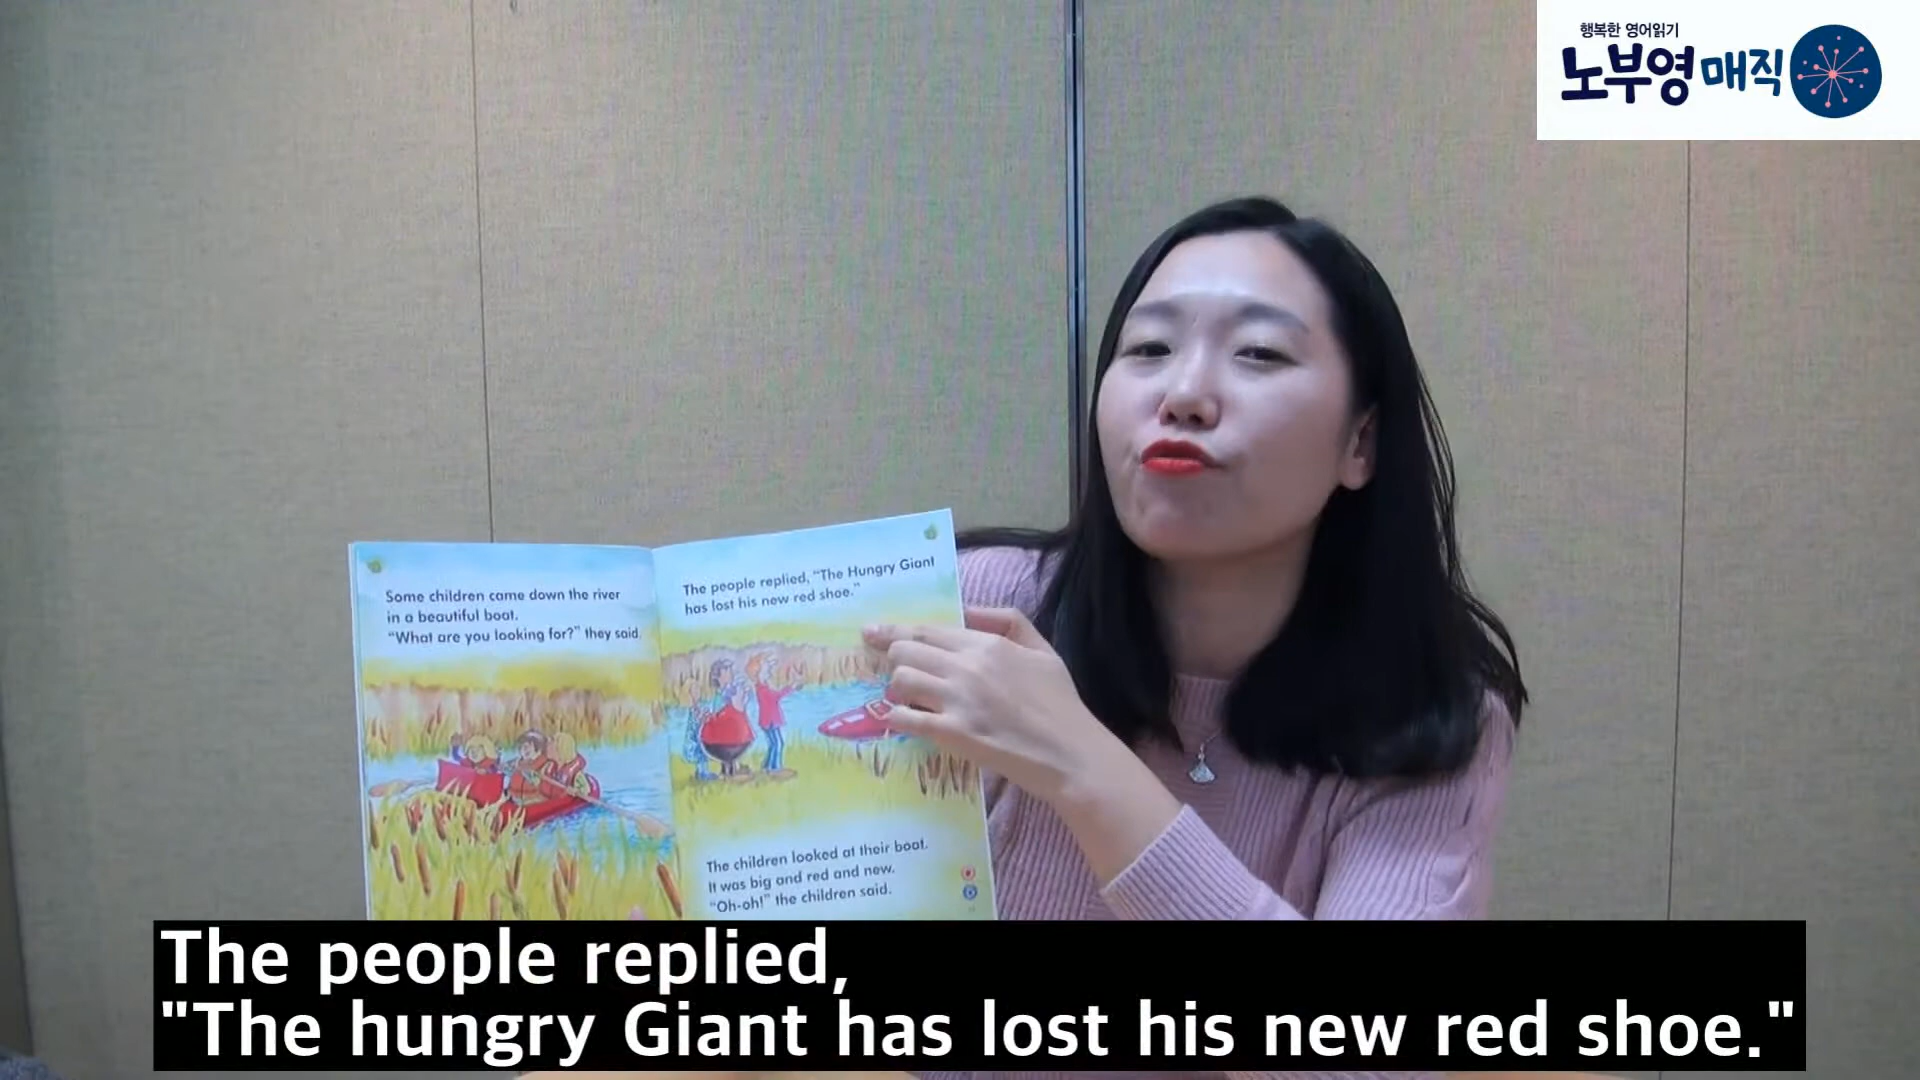 행복한 영어읽기
노부영 매직
Some children came down the river
in a beautiful boat.
“What are you looking for?” they said.
The people replied, “The Hungry Giant
has lost his new red shoe.”
The children looked at their boat.
It was big and red and new.
“Oh-oh!” the children said.
The people replied,
"The hungry Giant has lost his new red shoe."